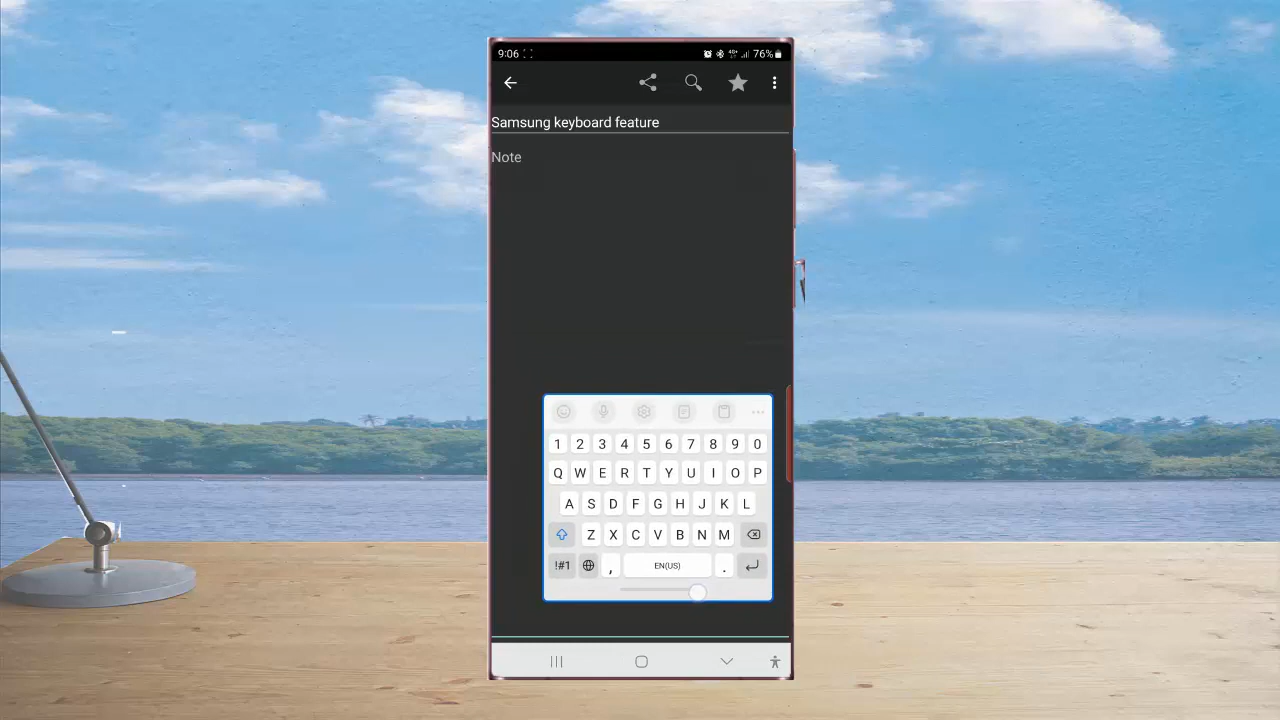 9:06 76%
Samsung keyboard feature
Note
1 2 3 4 5 6 7 8 9 0
Q W E R T Y U I O P
A S D F G H J K L
Z X C V B N M
!#1 , EN(US) .